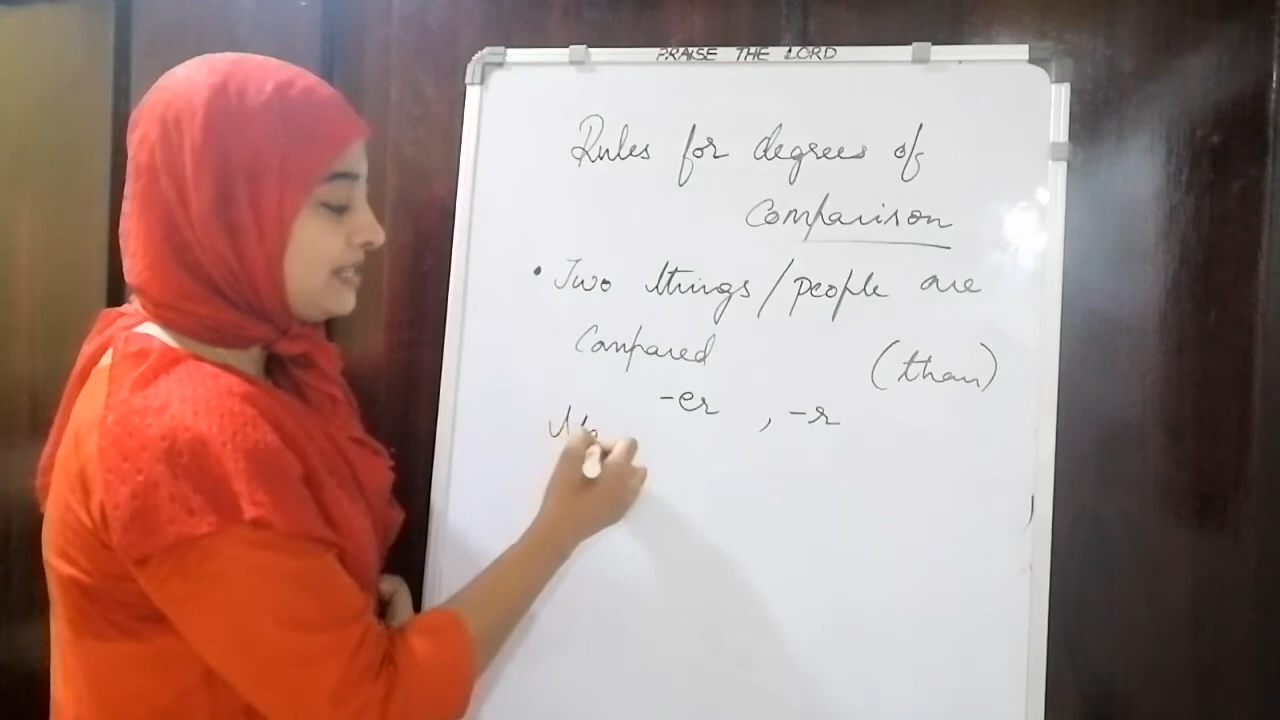 PRAISE THE LORD
Rules for degrees of
Comparison
• Two things/people are
Compared (than)
-er , -r